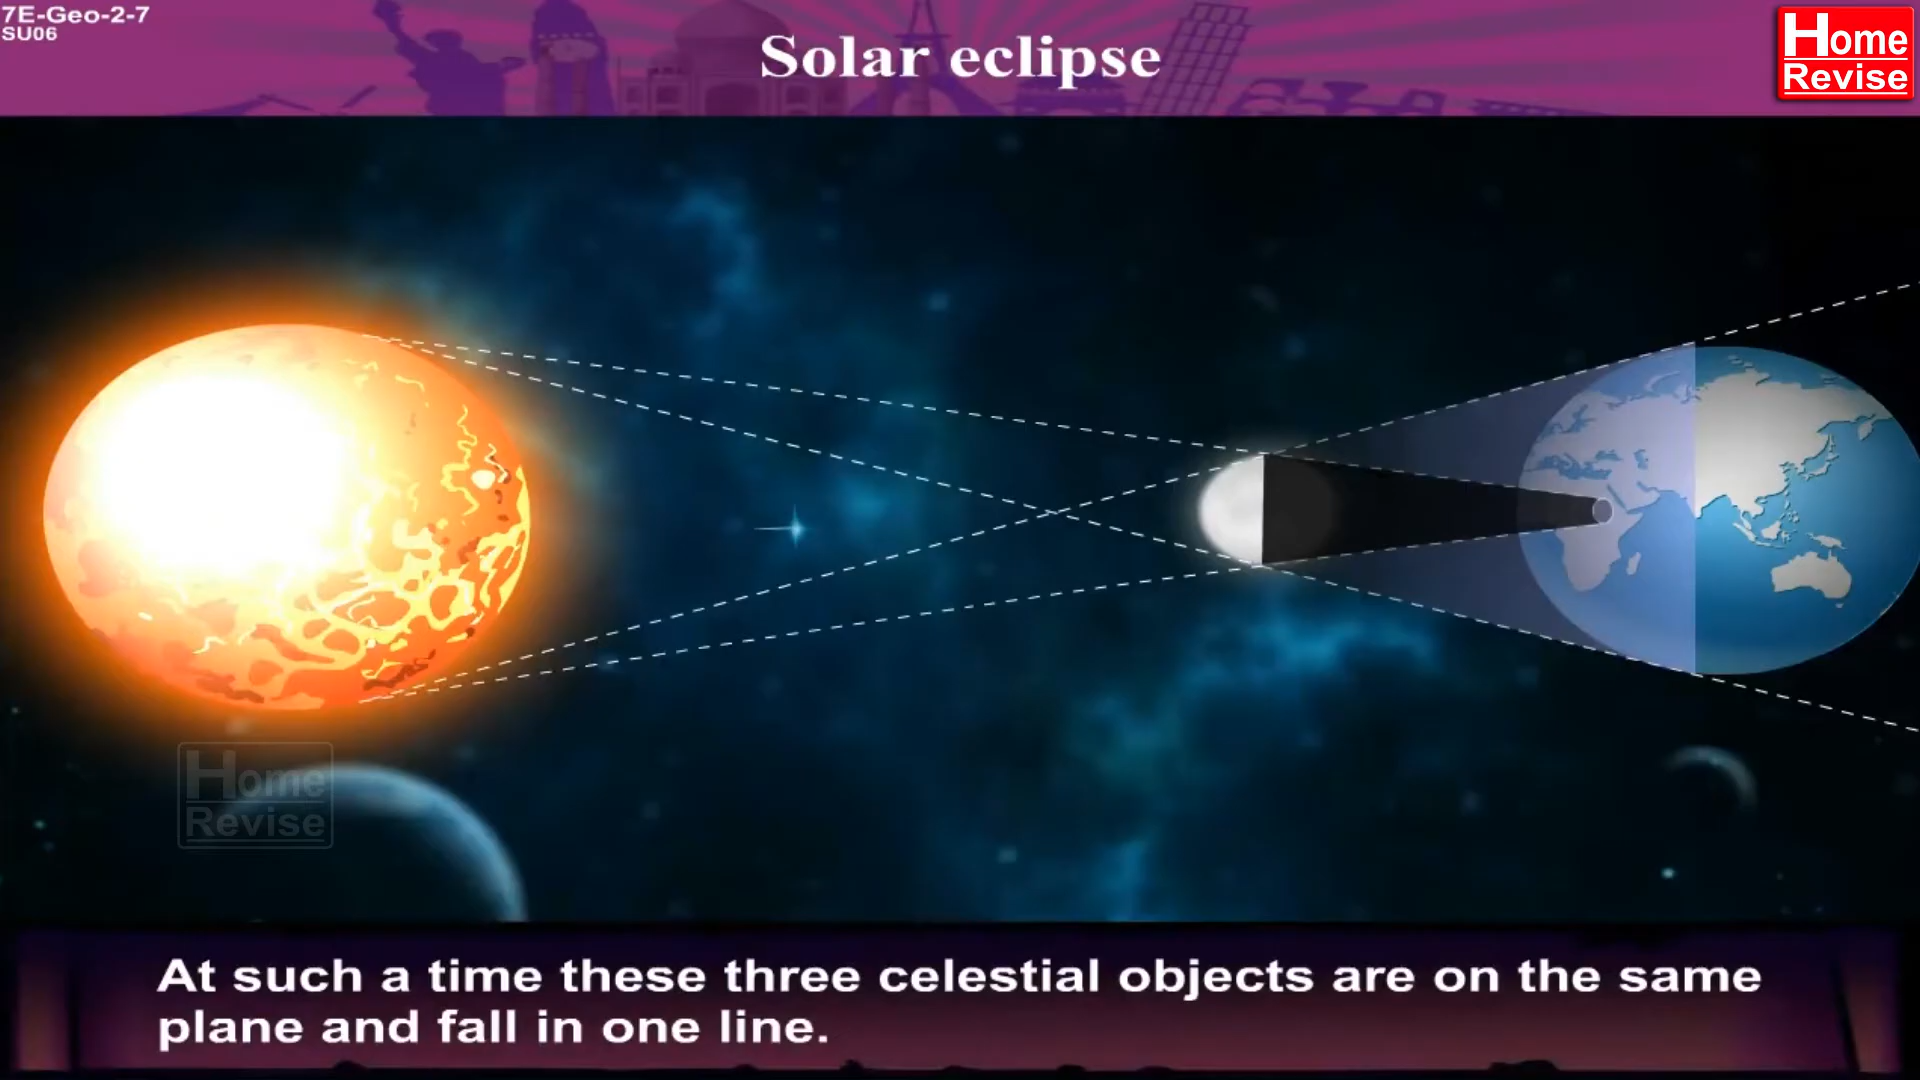 7E-Geo-2-7
SU06
Solar eclipse
Home
Revise
Home
Revise
At such a time these three celestial objects are on the same
plane and fall in one line.